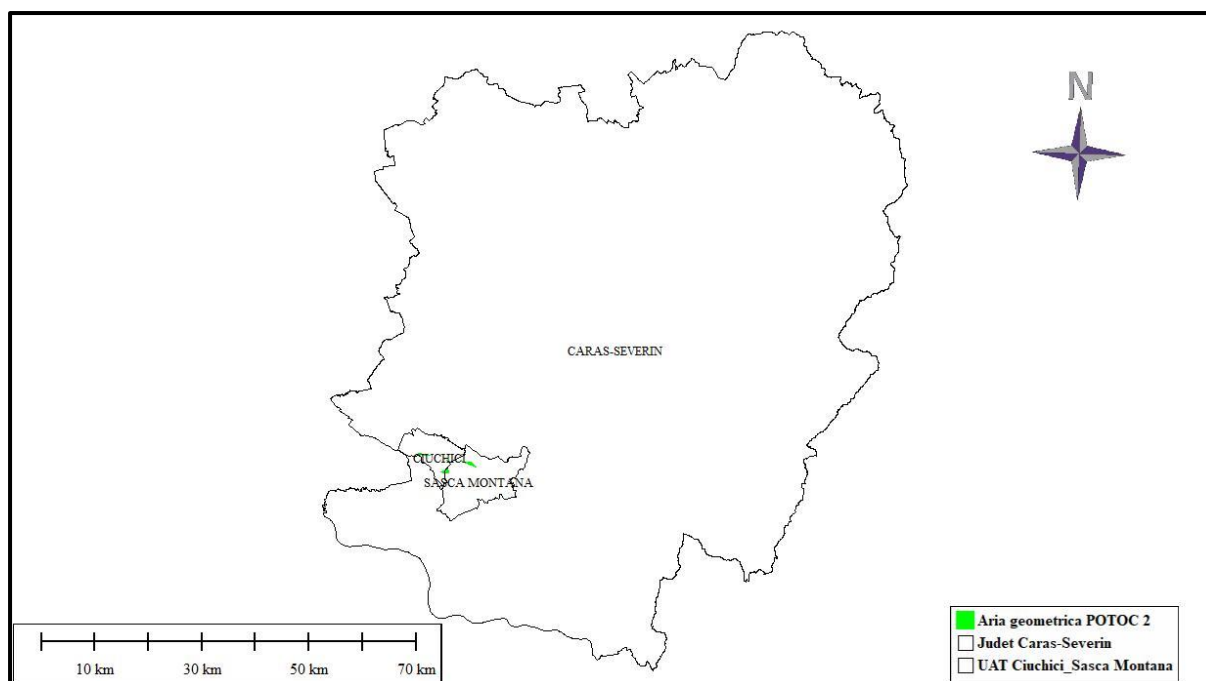 N
CARAS-SEVERIN
CIUCHICI
SASCA MONTANA
10 km 30 km 50 km 70 km
Aria geometrica POTOC 2
Judet Caras-Severin
UAT Ciuchici_Sasca Montana